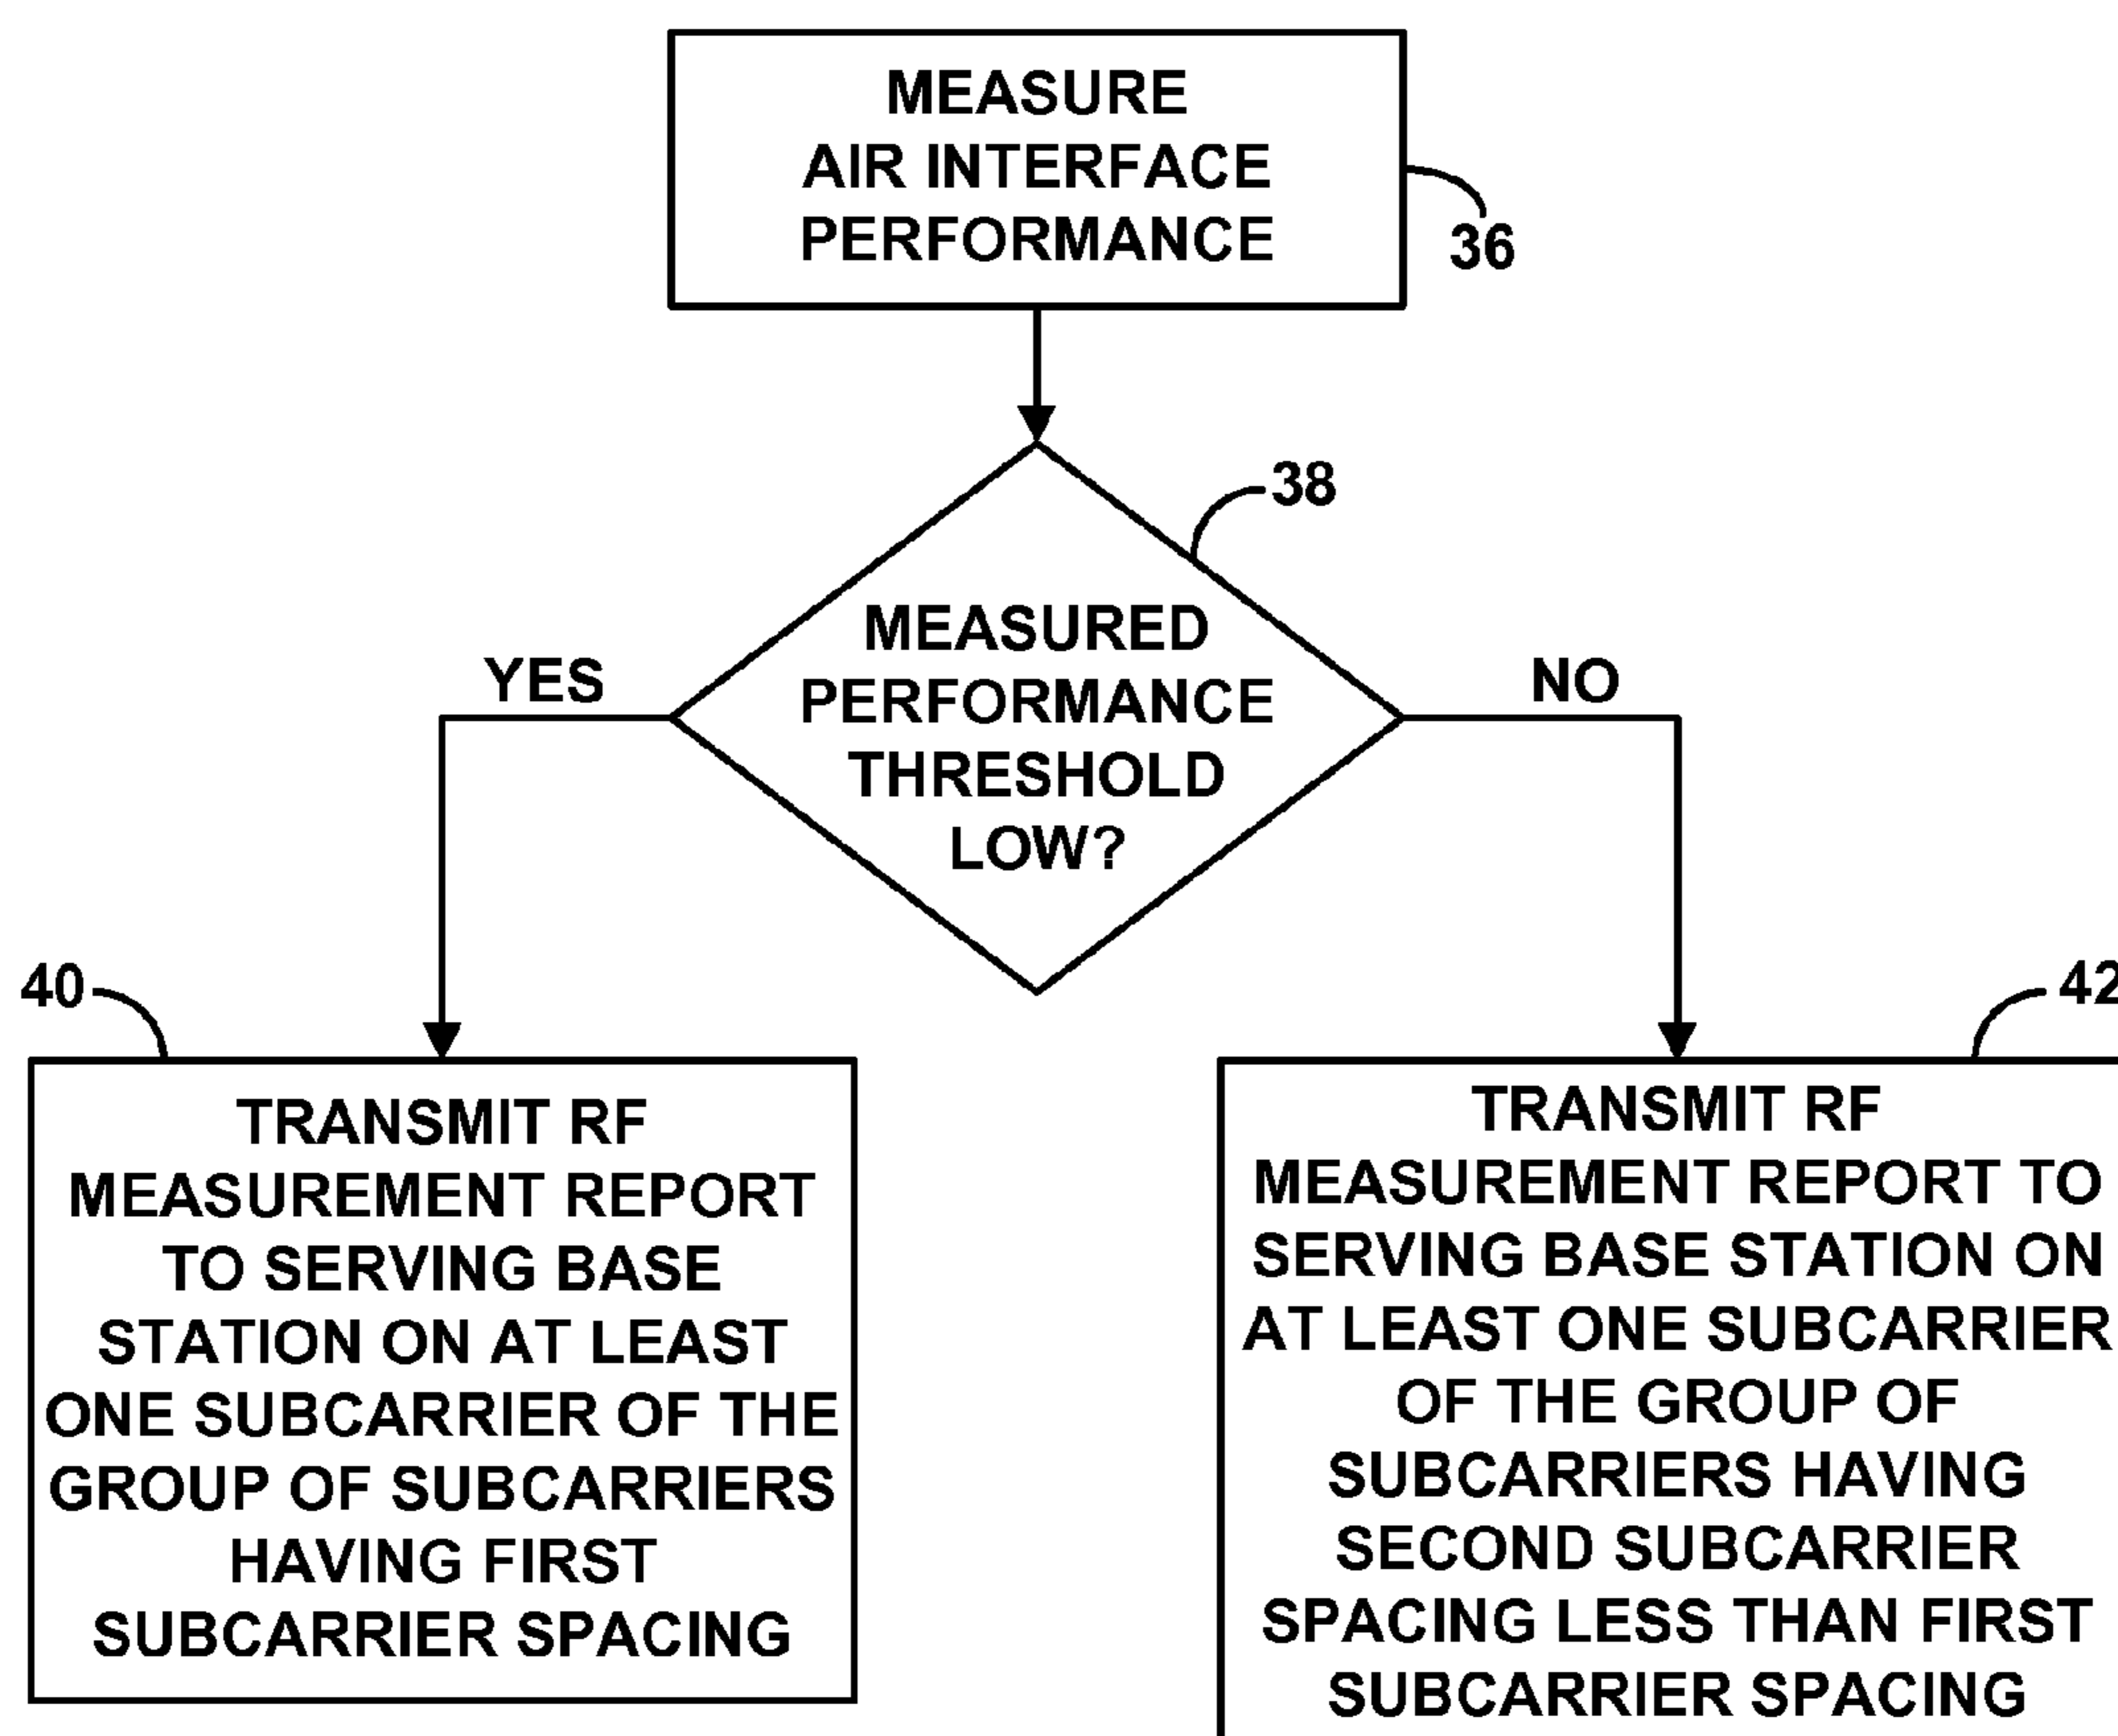 MEASURE
AIR INTERFACE
PERFORMANCE
36
38
MEASURED
PERFORMANCE
THRESHOLD
LOW?
YES
NO
40
TRANSMIT RF
MEASUREMENT REPORT
TO SERVING BASE
STATION ON AT LEAST
ONE SUBCARRIER OF THE
GROUP OF SUBCARRIERS
HAVING FIRST
SUBCARRIER SPACING
42
TRANSMIT RF
MEASUREMENT REPORT TO
SERVING BASE STATION ON
AT LEAST ONE SUBCARRIER
OF THE GROUP OF
SUBCARRIERS HAVING
SECOND SUBCARRIER
SPACING LESS THAN FIRST
SUBCARRIER SPACING